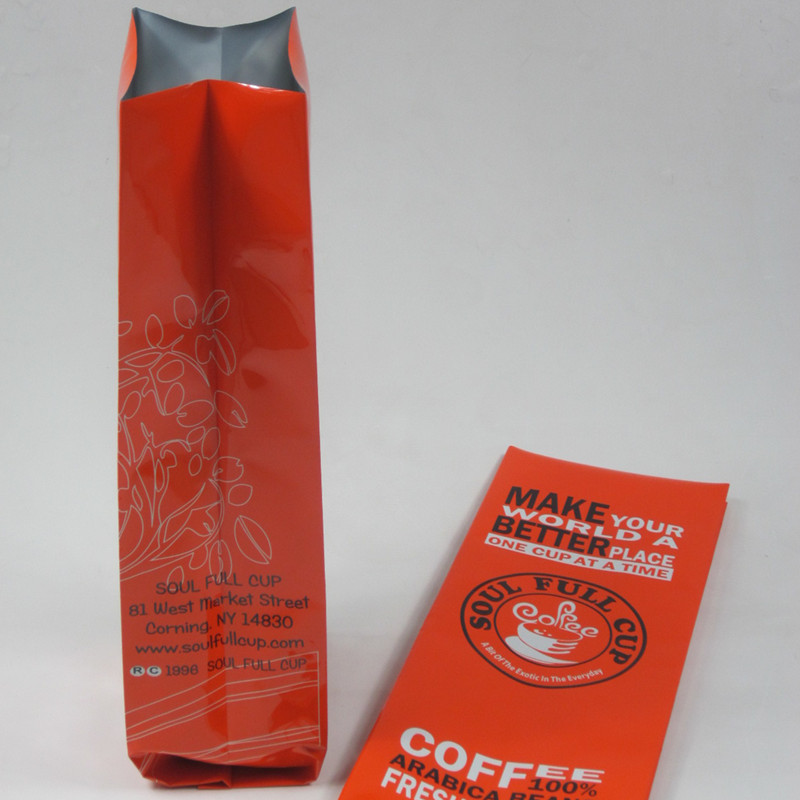 SOUL FULL CUP
81 West Market Street
Corning, NY 14830
www.soulfullcup.com
R C 1996 SOUL FULL CUP
MAKE YOUR
WORLD A
BETTER PLACE
ONE CUP AT A TIME
SOUL FULL CUP
Coffee
A Bit Of The Exotic In The Everyday
COFFEE
100%
ARABICA
FRESH